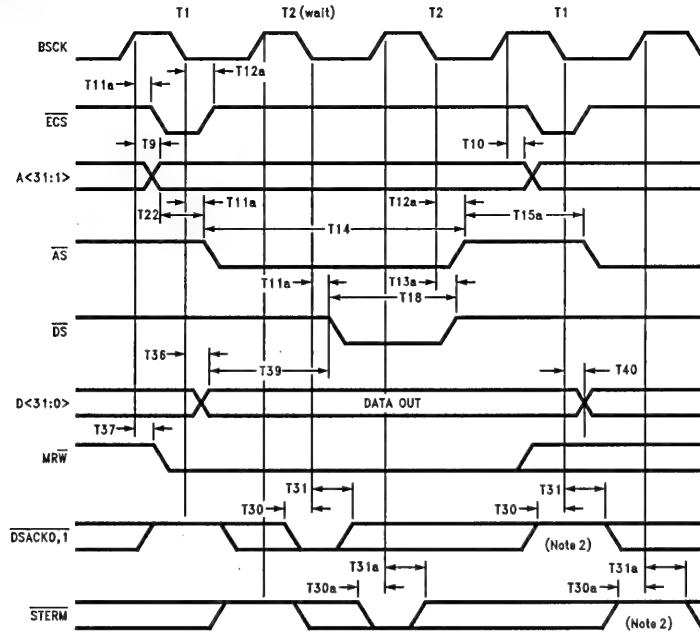 T1 T2 (wait) T2 T1
BSCK
T12a
T11a
ECS
T9 T10
A<31:1>
T11a T12a T15a
T22
T14
AS
T11a T13a
T18
DS
T36
T39 T40
D<31:0> DATA OUT
T37
MRW
T31 T31
T30 T30
DSACK0,1 (Note 2)
T31a T31a
T30a T30a
STERM (Note 2)